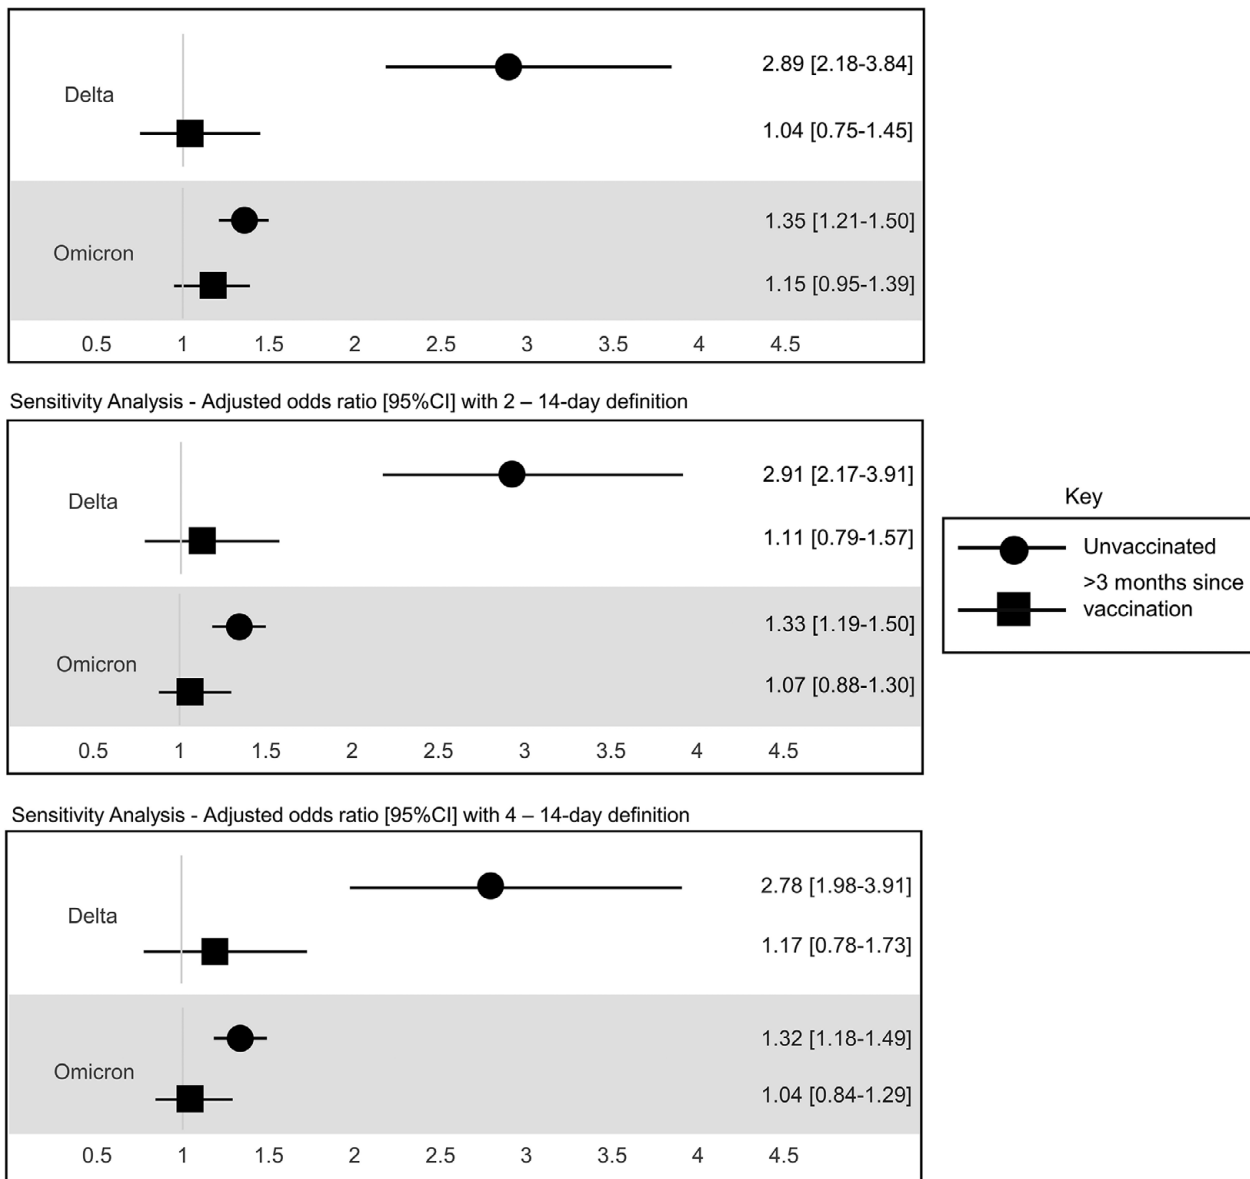 2.89 [2.18-3.84]
Delta
1.04 [0.75-1.45]
1.35 [1.21-1.50]
Omicron
1.15 [0.95-1.39]
0.5 1 1.5 2 2.5 3 3.5 4 4.5
Sensitivity Analysis - Adjusted odds ratio [95%CI] with 2 – 14-day definition
2.91 [2.17-3.91]
Delta
1.11 [0.79-1.57]
1.33 [1.19-1.50]
Omicron
1.07 [0.88-1.30]
0.5 1 1.5 2 2.5 3 3.5 4 4.5
Key
Unvaccinated
>3 months since
vaccination
Sensitivity Analysis - Adjusted odds ratio [95%CI] with 4 – 14-day definition
2.78 [1.98-3.91]
Delta
1.17 [0.78-1.73]
1.32 [1.18-1.49]
Omicron
1.04 [0.84-1.29]
0.5 1 1.5 2 2.5 3 3.5 4 4.5